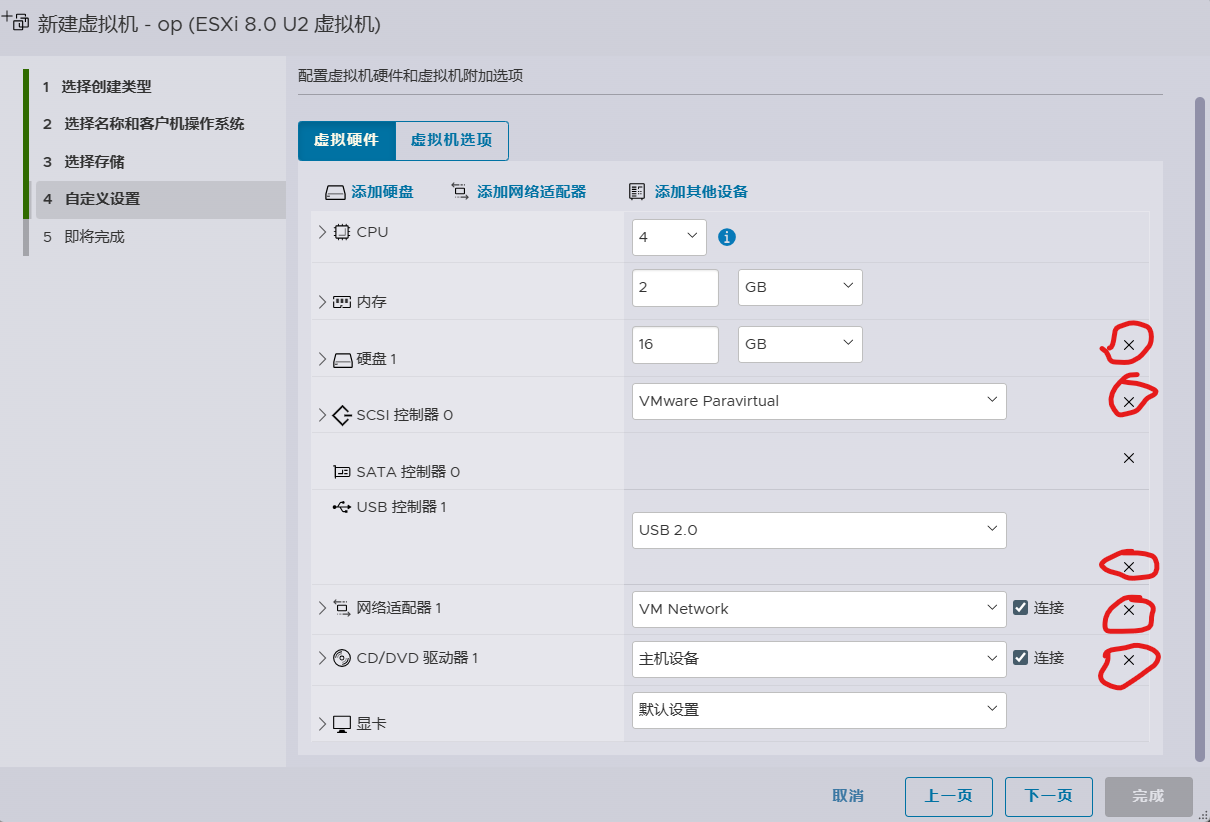 新建虚拟机 - op (ESXi 8.0 U2 虚拟机)
1 选择创建类型
2 选择名称和客户机操作系统
3 选择存储
4 自定义设置
5 即将完成
配置虚拟机硬件和虚拟机附加选项
虚拟硬件 虚拟机选项
添加硬盘 添加网络适配器 添加其他设备
CPU 4
内存 2 GB
硬盘 1 16 GB
SCSI 控制器 0 VMware Paravirtual
SATA 控制器 0
USB 控制器 1
USB 2.0
网络适配器 1 VM Network 连接
CD/DVD 驱动器 1 主机设备 连接
显卡 默认设置
取消 上一页 下一页 完成